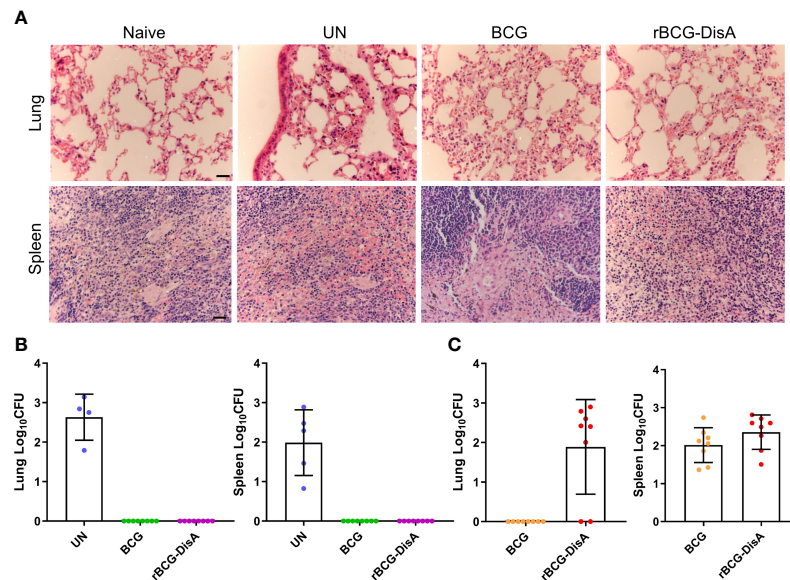 A
Naive UN BCG rBCG-DisA
Lung
Spleen
B
4
3
2
1
0
Lung Log10CFU
UN BCG rBCG-DisA
4
3
2
1
0
Spleen Log10CFU
UN BCG rBCG-DisA
C
4
3
2
1
0
Lung Log10CFU
BCG rBCG-DisA
4
3
2
1
0
Spleen Log10CFU
BCG rBCG-DisA